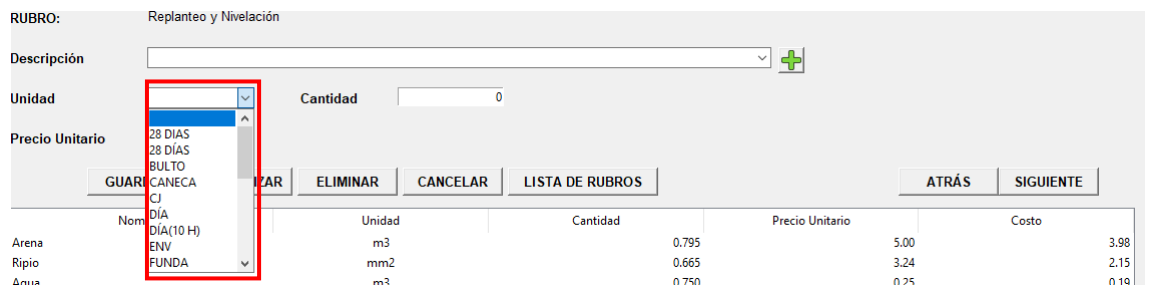 RUBRO: Replanteo y Nivelación
Descripción
Unidad Cantidad 0
28 DIAS
Precio Unitario
28 DÍAS
BULTO
CANECA
CJ
DÍA
DÍA(10 H)
ENV
FUNDA
GUAR ZAR ELIMINAR CANCELAR LISTA DE RUBROS ATRÁS SIGUIENTE
Nom Unidad Cantidad Precio Unitario Costo
Arena m3 0.795 5.00 3.98
Ripio mm2 0.665 3.24 2.15
Agua m3 0.750 0.25 0.19